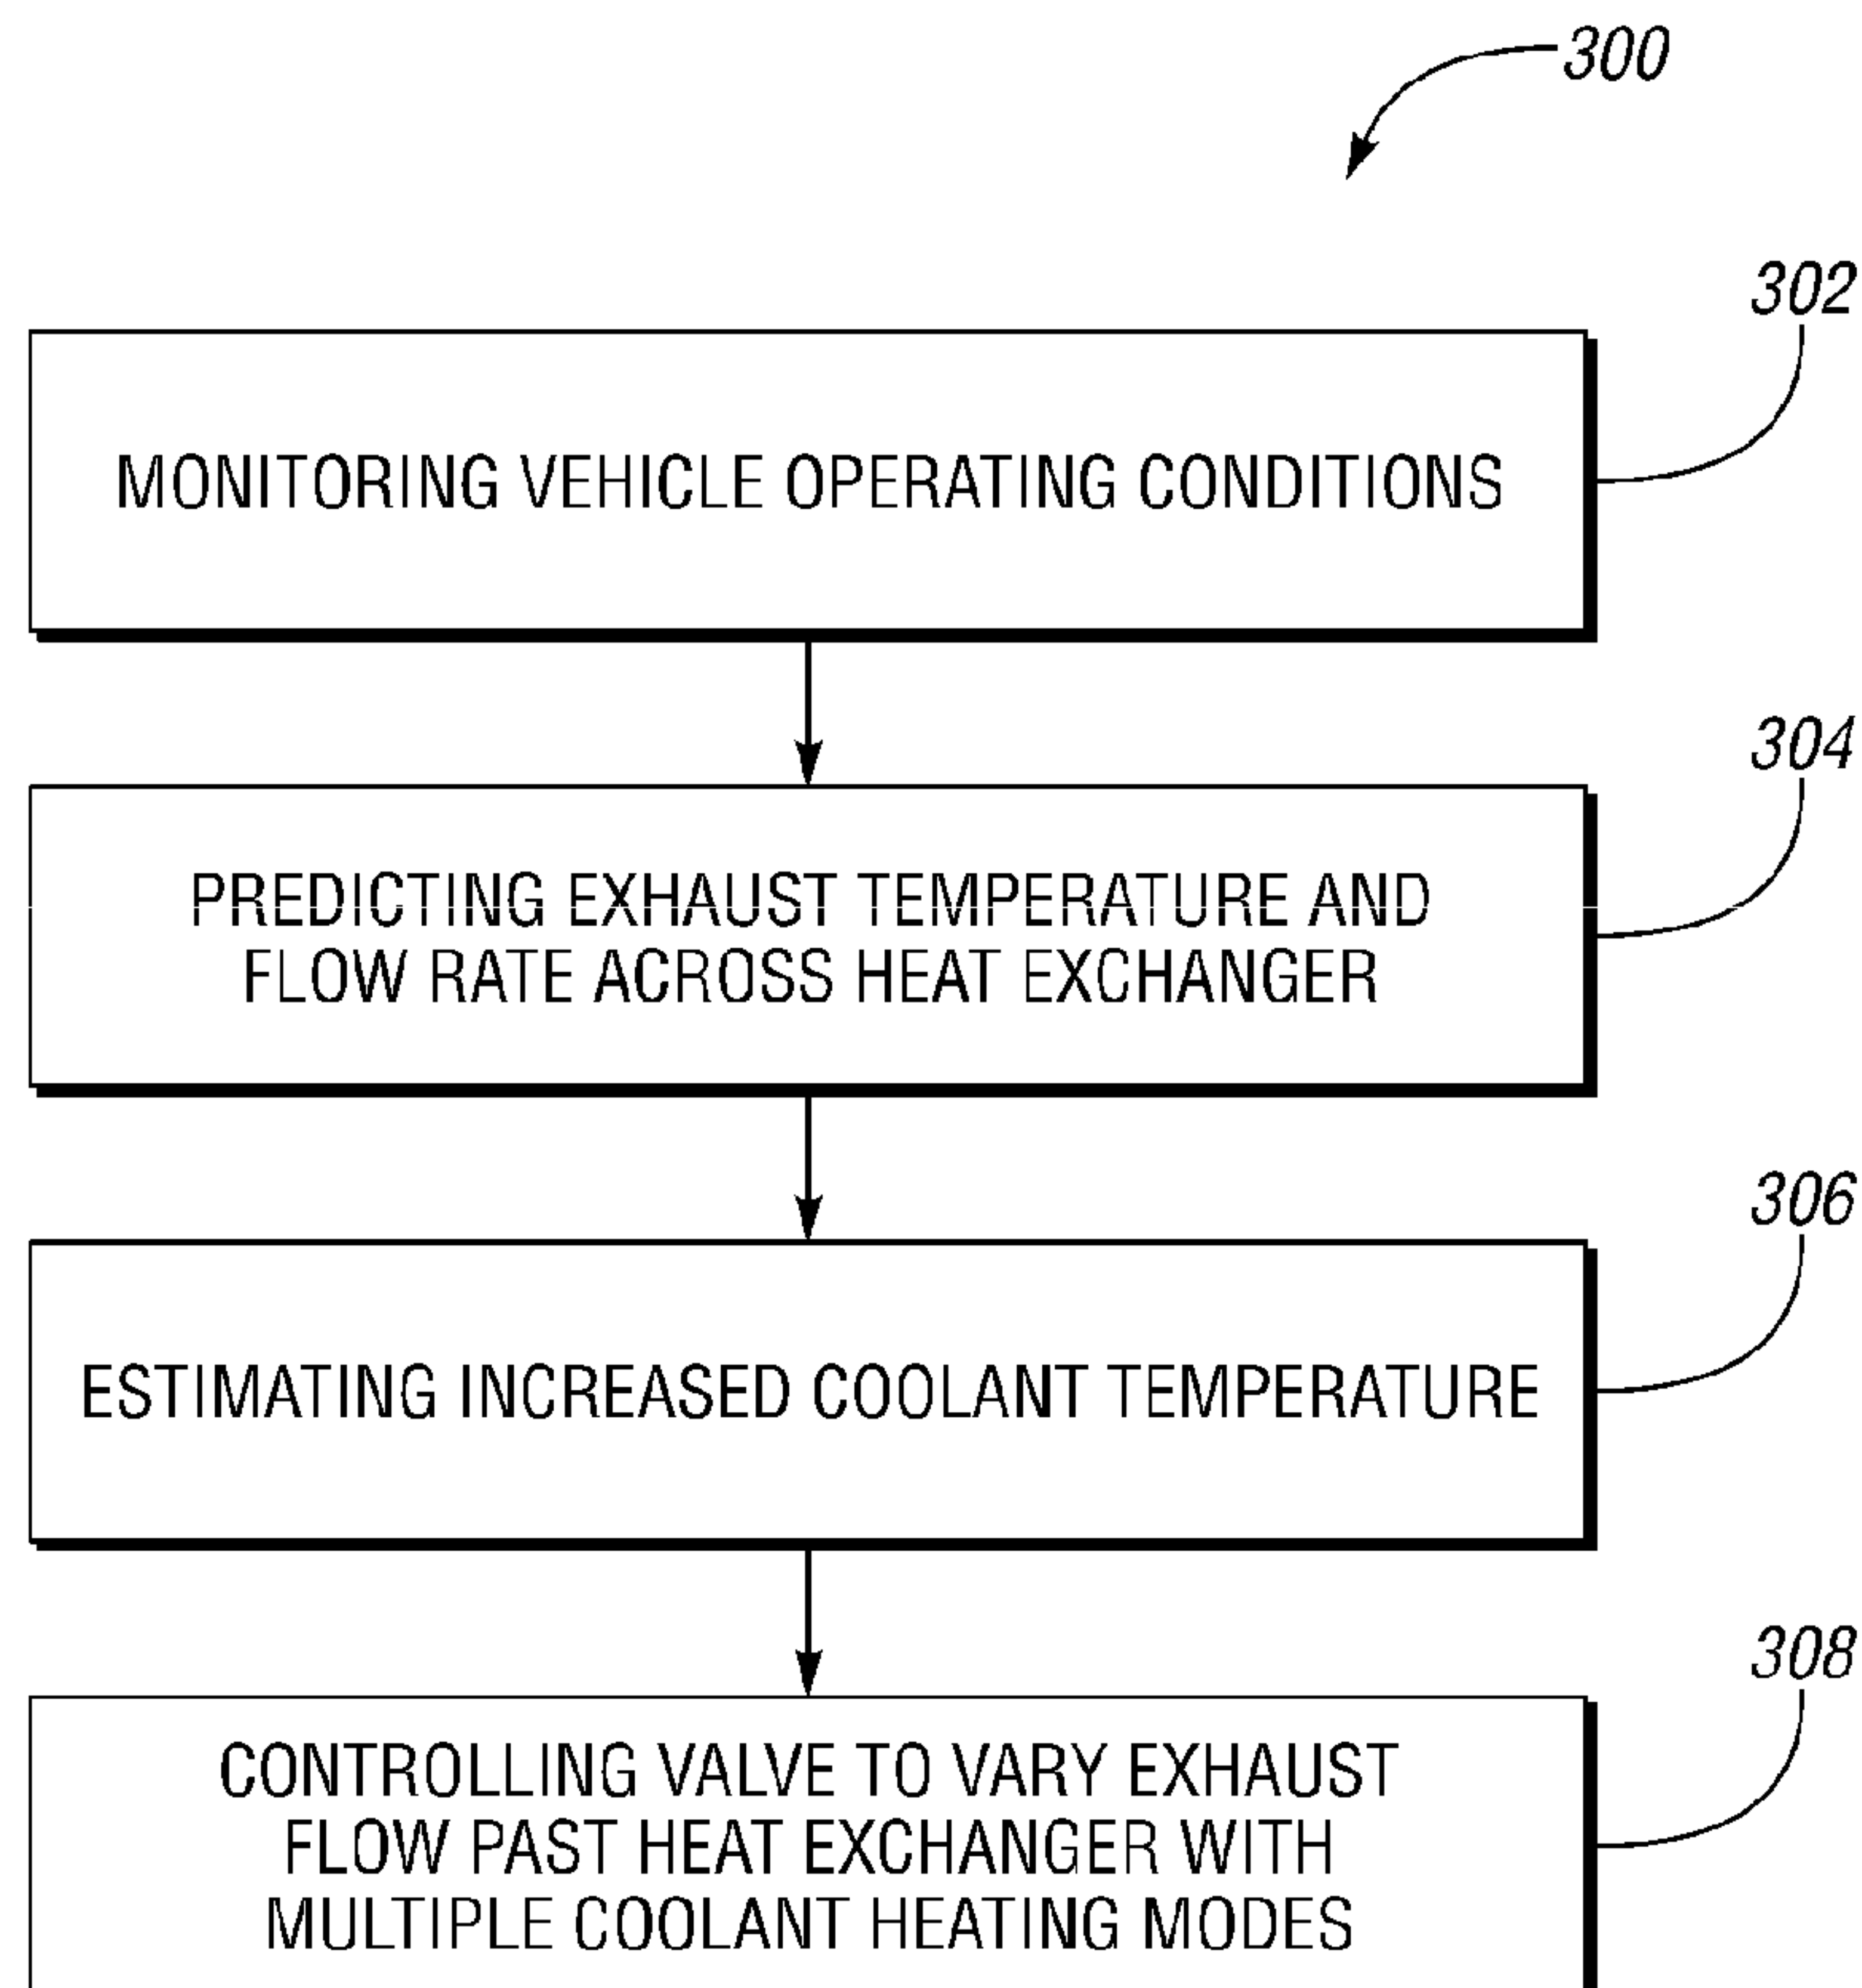 300
302
MONITORING VEHICLE OPERATING CONDITIONS
304
PREDICTING EXHAUST TEMPERATURE AND
FLOW RATE ACROSS HEAT EXCHANGER
306
ESTIMATING INCREASED COOLANT TEMPERATURE
308
CONTROLLING VALVE TO VARY EXHAUST
FLOW PAST HEAT EXCHANGER WITH
MULTIPLE COOLANT HEATING MODES